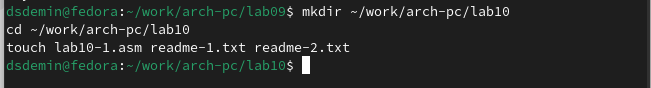 dsdemin@fedora:~/work/arch-pc/lab09$ mkdir ~/work/arch-pc/lab10
cd ~/work/arch-pc/lab10
touch lab10-1.asm readme-1.txt readme-2.txt
dsdemin@fedora:~/work/arch-pc/lab10$